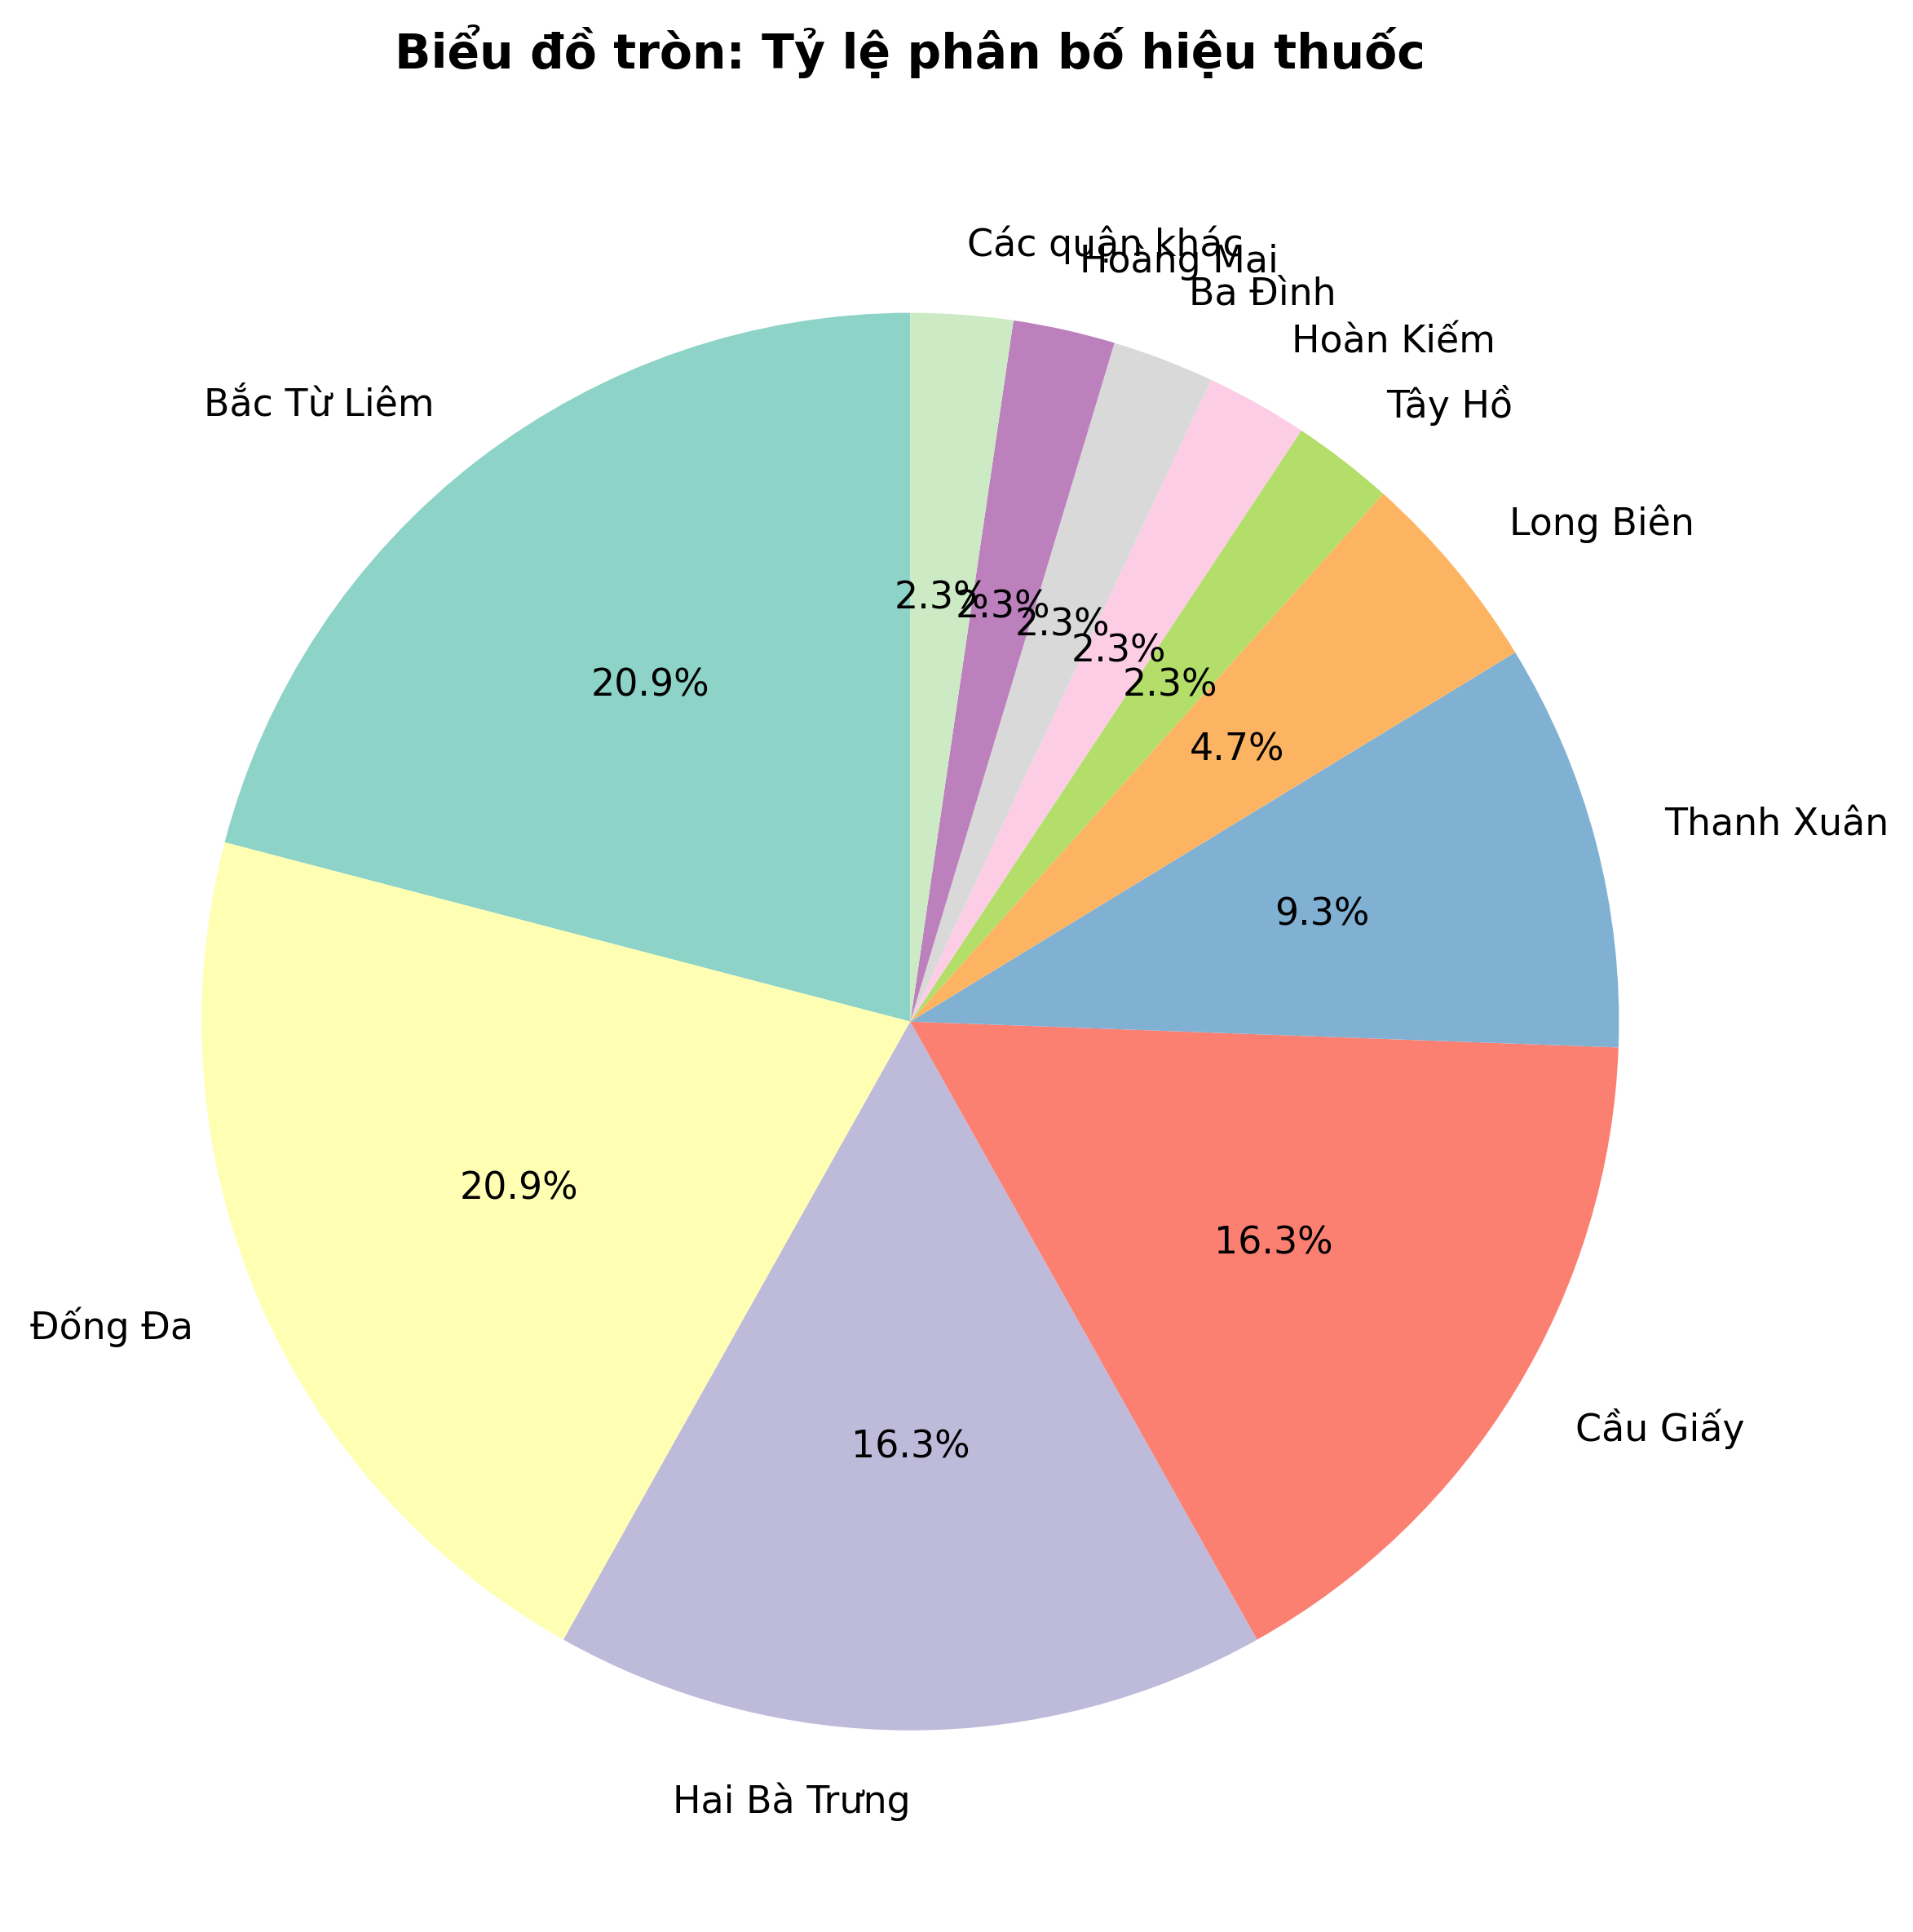 Biểu đồ tròn: Tỷ lệ phân bố hiệu thuốc
Các quận khác
Hoàng Mai
Ba Đình
Hoàn Kiếm
Tây Hồ
Bắc Từ Liêm
Long Biên
2.3%
2.3%
2.3%
2.3%
2.3%
20.9%
4.7%
Thanh Xuân
9.3%
20.9%
16.3%
Đống Đa
Cầu Giấy
16.3%
Hai Bà Trưng